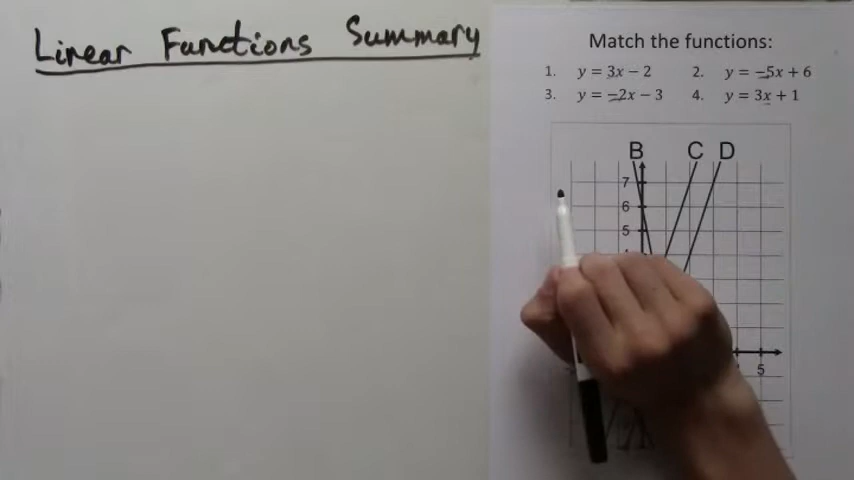 Linear Functions Summary
Match the functions:
1. y = 3x − 2 2. y = −5x + 6
3. y = −2x − 3 4. y = 3x + 1
B C D
7
6
5
5